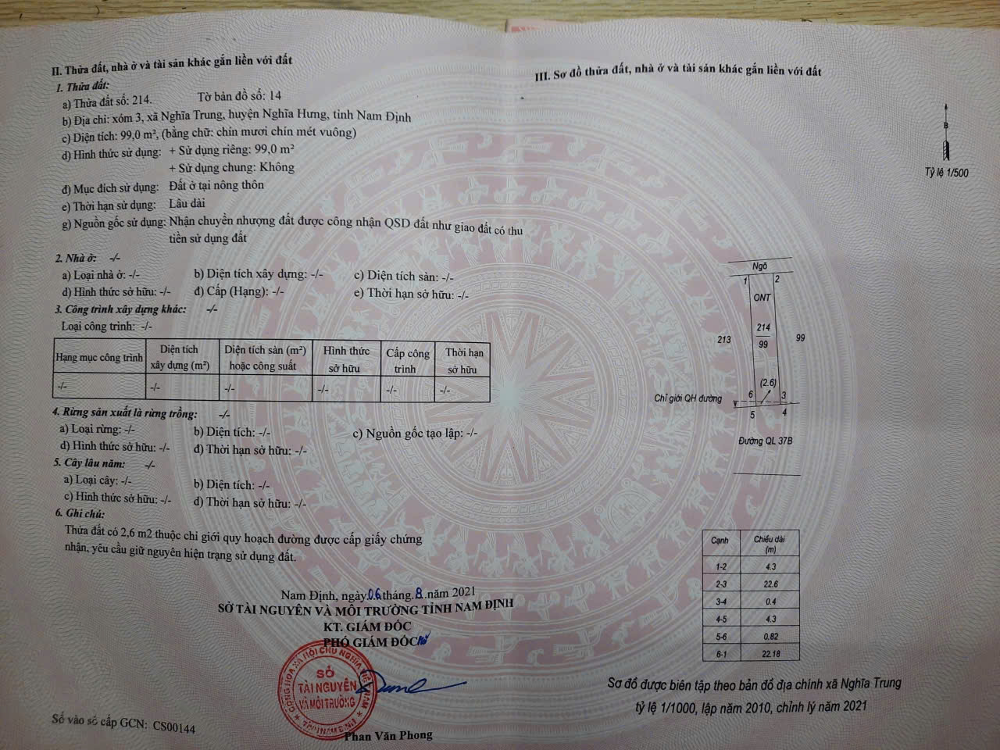 II. Thửa đất, nhà ở và tài sản khác gắn liền với đất
1. Thửa đất:
a) Thửa đất số: 214. Tờ bản đồ số: 14
b) Địa chỉ: xóm 3, xã Nghĩa Trung, huyện Nghĩa Hưng, tỉnh Nam Định
c) Diện tích: 99,0 m², (bằng chữ: chín mươi chín mét vuông)
d) Hình thức sử dụng: + Sử dụng riêng: 99,0 m²
+ Sử dụng chung: Không
đ) Mục đích sử dụng: Đất ở tại nông thôn
e) Thời hạn sử dụng: Lâu dài
g) Nguồn gốc sử dụng: Nhận chuyển nhượng đất được công nhận QSD đất như giao đất có thu
tiền sử dụng đất
2. Nhà ở: -/-
a) Loại nhà ở: -/- b) Diện tích xây dựng: -/- c) Diện tích sàn: -/-
d) Hình thức sở hữu: -/- đ) Cấp (Hạng): -/- e) Thời hạn sở hữu: -/-
3. Công trình xây dựng khác: -/-
Loại công trình: -/-
Hạng mục công trình
Diện tích
xây dựng (m²)
Diện tích sàn (m²)
hoặc công suất
Hình thức
sở hữu
Cấp công
trình
Thời hạn
sở hữu
-/- -/- -/- -/- -/- -/-
4. Rừng sản xuất là rừng trồng: -/-
a) Loại rừng: -/- b) Diện tích: -/- c) Nguồn gốc tạo lập: -/-
d) Hình thức sở hữu: -/- đ) Thời hạn sở hữu: -/-
5. Cây lâu năm: -/-
a) Loại cây: -/- b) Diện tích: -/-
c) Hình thức sở hữu: -/- d) Thời hạn sở hữu: -/-
6. Ghi chú:
Thửa đất có 2,6 m2 thuộc chỉ giới quy hoạch đường được cấp giấy chứng
nhận, yêu cầu giữ nguyên hiện trạng sử dụng đất.
Nam Định, ngày 06 tháng 8 năm 2021
SỞ TÀI NGUYÊN VÀ MÔI TRƯỜNG TỈNH NAM ĐỊNH
KT. GIÁM ĐỐC
PHÓ GIÁM ĐỐC
CỘNG HOÀ XÃ HỘI CHỦ NGHĨA VIỆT NAM
SỞ
TÀI NGUYÊN
VÀ MÔI TRƯỜNG
TỈNH NAM ĐỊNH
Phan Văn Phong
Số vào sổ cấp GCN: CS00144
III. Sơ đồ thửa đất, nhà ở và tài sản khác gắn liền với đất
B
Tỷ lệ 1/500
Ngõ
1 2
ONT
214
99
213
99
(2.6)
6 3
Chỉ giới QH đường
5 4
Đường QL 37B
Cạnh Chiều dài
(m)
1-2 4.3
2-3 22.6
3-4 0.4
4-5 4.3
5-6 0.82
6-1 22.18
Sơ đồ được biên tập theo bản đồ địa chính xã Nghĩa Trung
tỷ lệ 1/1000, lập năm 2010, chỉnh lý năm 2021